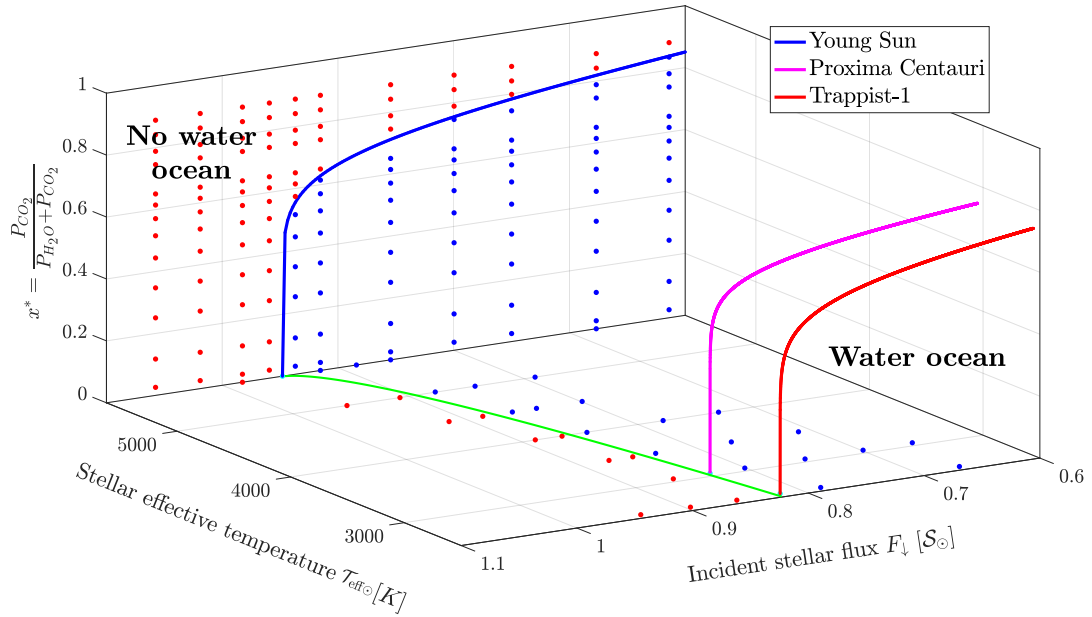 Young Sun
Proxima Centauri
Trappist-1
No water
ocean
Water ocean
1
0.8
0.6
0.4
0.2
0
x* = P_{CO_2} / (P_{H_2O}+P_{CO_2})
5000
4000
3000
Stellar effective temperature 𝒯_{eff⊙}[K]
1.1
1
0.9
0.8
0.7
0.6
Incident stellar flux F_↓ [𝒮_⊙]